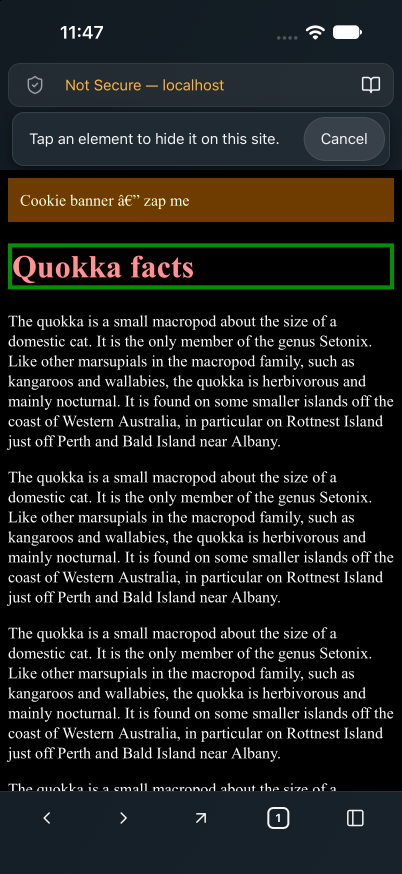 11:47
Not Secure — localhost
Tap an element to hide it on this site.
Cancel
Cookie banner â€” zap me
Quokka facts
The quokka is a small macropod about the size of a
domestic cat. It is the only member of the genus Setonix.
Like other marsupials in the macropod family, such as
kangaroos and wallabies, the quokka is herbivorous and
mainly nocturnal. It is found on some smaller islands off the
coast of Western Australia, in particular on Rottnest Island
just off Perth and Bald Island near Albany.
The quokka is a small macropod about the size of a
domestic cat. It is the only member of the genus Setonix.
Like other marsupials in the macropod family, such as
kangaroos and wallabies, the quokka is herbivorous and
mainly nocturnal. It is found on some smaller islands off the
coast of Western Australia, in particular on Rottnest Island
just off Perth and Bald Island near Albany.
The quokka is a small macropod about the size of a
domestic cat. It is the only member of the genus Setonix.
Like other marsupials in the macropod family, such as
kangaroos and wallabies, the quokka is herbivorous and
mainly nocturnal. It is found on some smaller islands off the
coast of Western Australia, in particular on Rottnest Island
just off Perth and Bald Island near Albany.
The quokka is a small macropod about the size of a
1